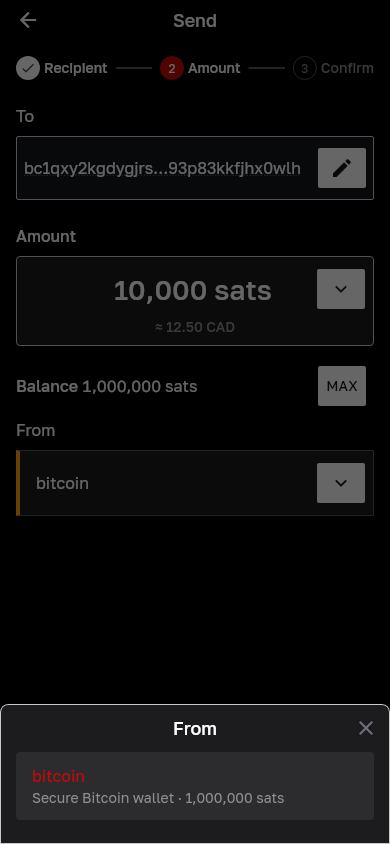 Send
Recipient
2 Amount
3 Confirm
To
bc1qxy2kgdygjrs...93p83kkfjhx0wlh
Amount
10,000 sats
≈ 12.50 CAD
Balance 1,000,000 sats
MAX
From
bitcoin
From
bitcoin
Secure Bitcoin wallet · 1,000,000 sats